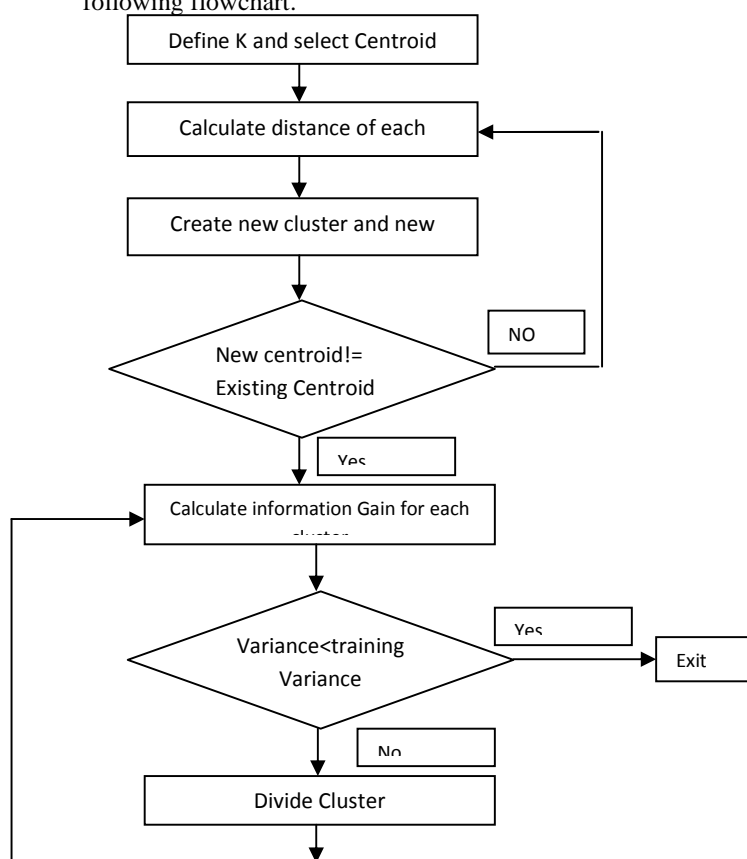 following flowchart.
Define K and select Centroid
Calculate distance of each
Create new cluster and new
New centroid!=
Existing Centroid
NO
Yes
Calculate information Gain for each
cluster
Variance<training
Variance
Yes
Exit
No
Divide Cluster